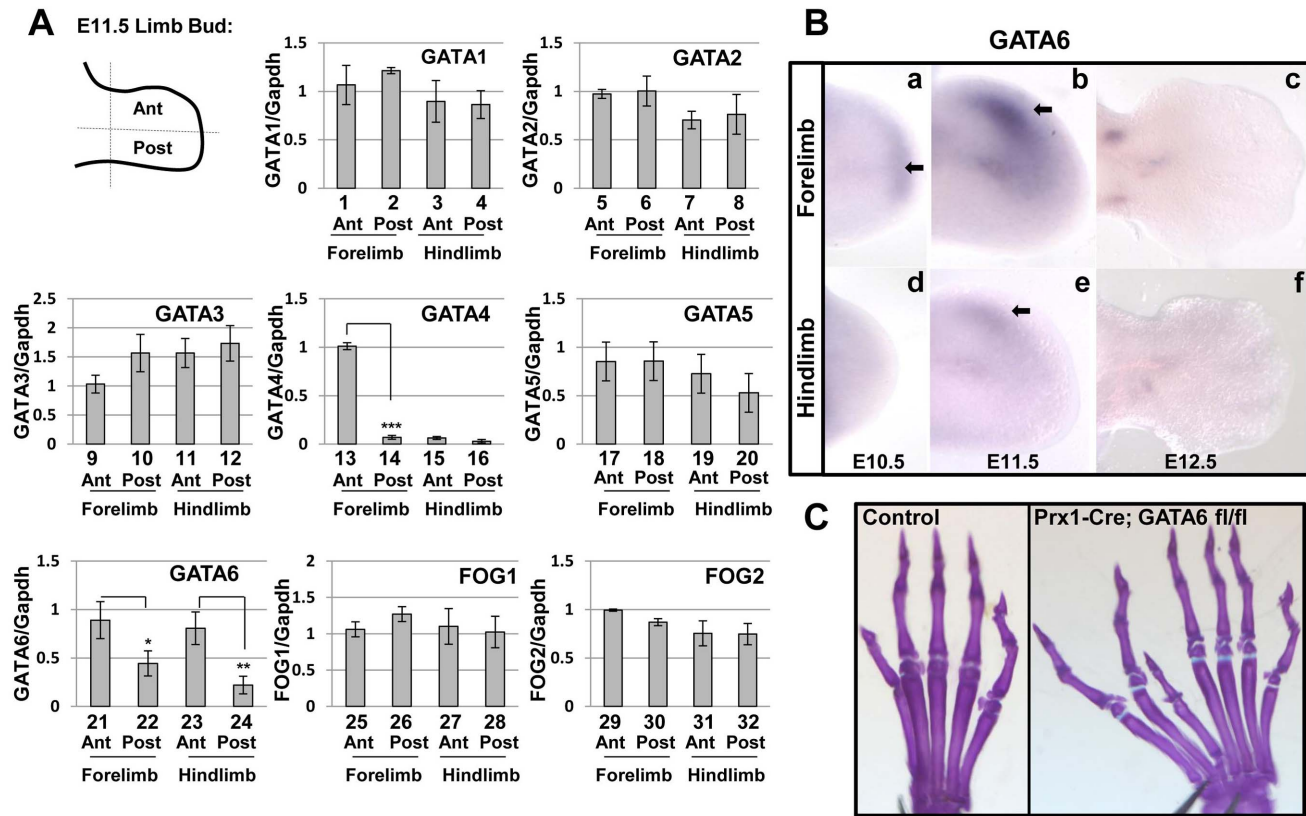 A
E11.5 Limb Bud:
Ant
Post
GATA1
GATA1/Gapdh
1.5
1
0.5
0
1 2 3 4
Ant Post Ant Post
Forelimb Hindlimb
GATA2
GATA2/Gapdh
1.5
1
0.5
0
5 6 7 8
Ant Post Ant Post
Forelimb Hindlimb
GATA3
GATA3/Gapdh
2.5
2
1.5
1
0.5
0
9 10 11 12
Ant Post Ant Post
Forelimb Hindlimb
GATA4
GATA4/Gapdh
1.5
1
0.5
0
***
13 14 15 16
Ant Post Ant Post
Forelimb Hindlimb
GATA5
GATA5/Gapdh
1.5
1
0.5
0
17 18 19 20
Ant Post Ant Post
Forelimb Hindlimb
GATA6
GATA6/Gapdh
1.5
1
0.5
0
* **
21 22 23 24
Ant Post Ant Post
Forelimb Hindlimb
FOG1
FOG1/Gapdh
2
1.5
1
0.5
0
25 26 27 28
Ant Post Ant Post
Forelimb Hindlimb
FOG2
FOG2/Gapdh
1.5
1
0.5
0
29 30 31 32
Ant Post Ant Post
Forelimb Hindlimb
B
GATA6
Forelimb
a b c
Hindlimb
d e f
E10.5 E11.5 E12.5
C
Control
Prx1-Cre; GATA6 fl/fl